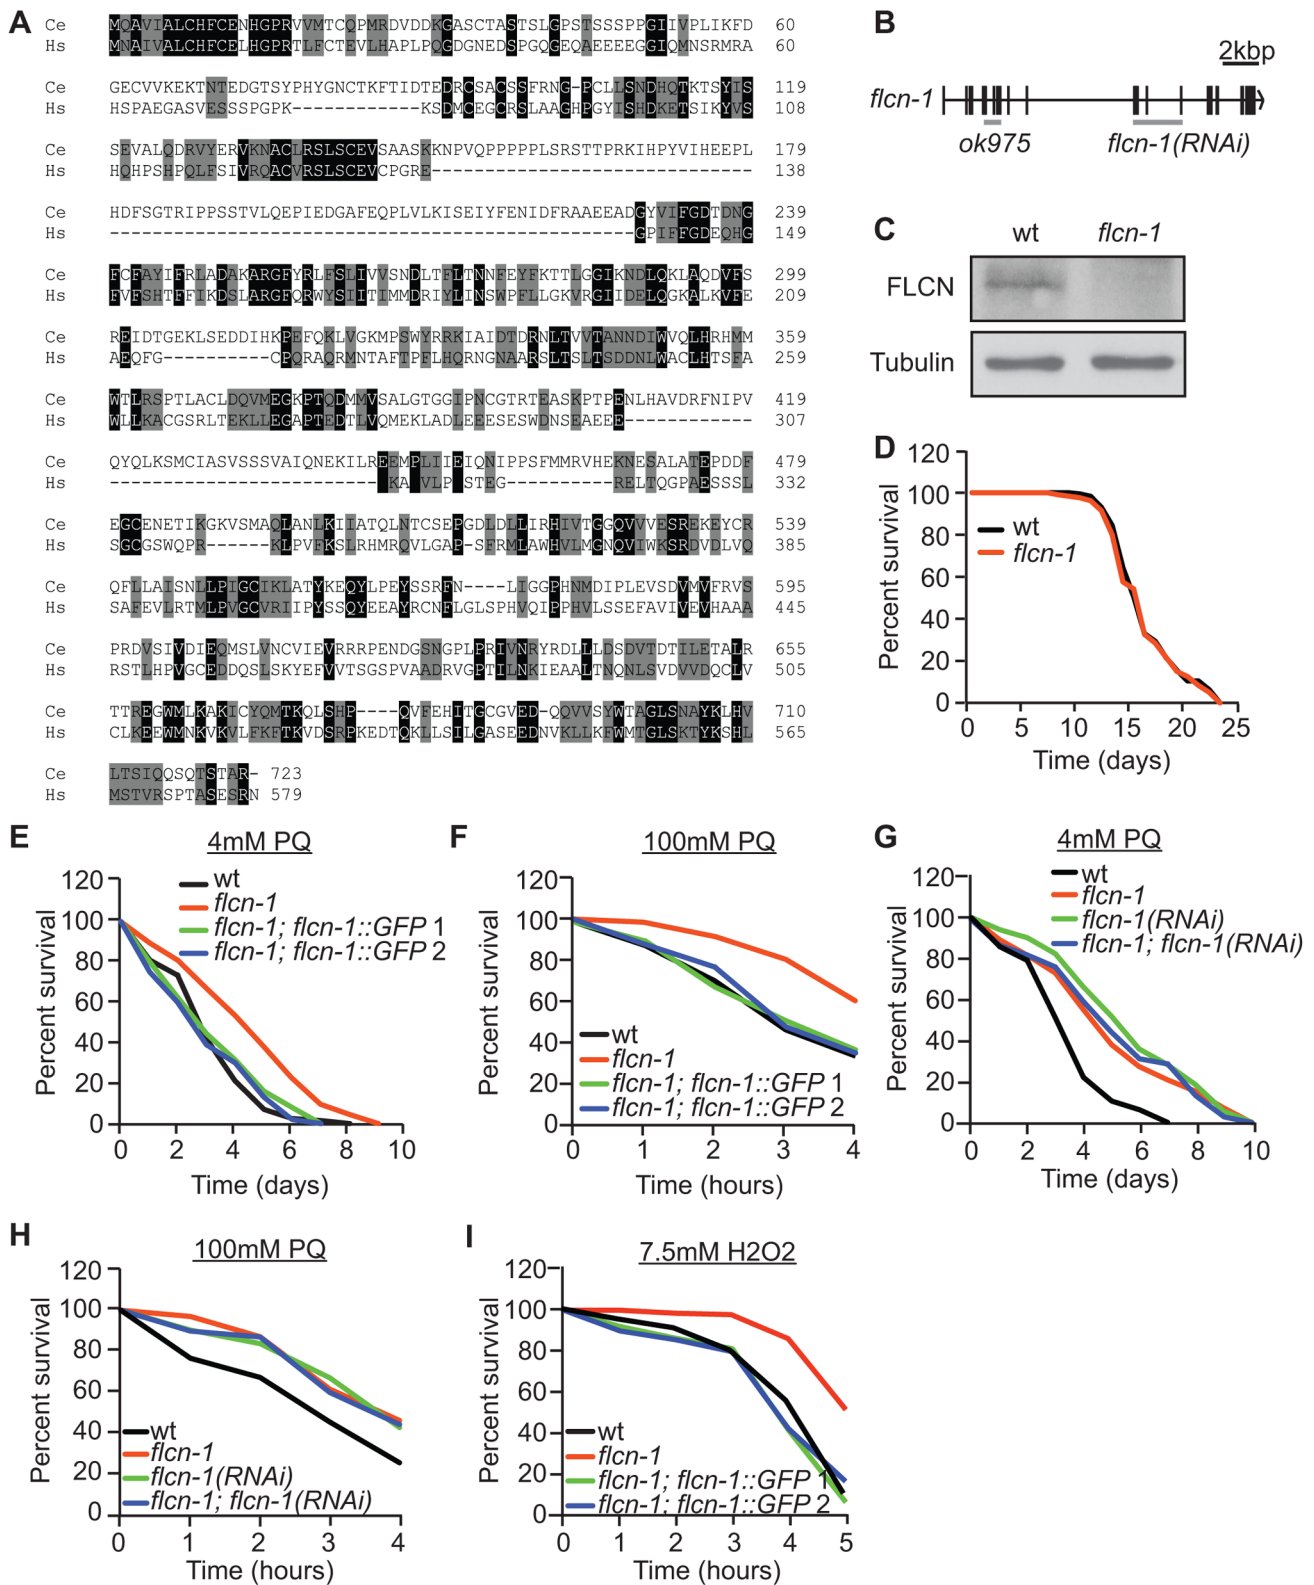 A
Ce MQAVIALCHFCENHGPRVVMTCQPMRDVDDKGASCTASTSLGPSTSSSSPPGIIVPLIKFD 60
Hs MNAIVALCHFCELHGPRTLFCTEVLHAPLPQGDGNEDSPGQGEQAEEEEGGIQMNSRMRA 60
Ce GECVVKEKTNTEDGTSYPHYGNCTKFTIDTEDRCSACSSFRNG-PCLLLSNDHQTKTSYIS 119
Hs HSPAEGASVESSSPGPK------------KSDMCEGCRSLAAGHPGYISHDKETSIKYVS 108
Ce SEVALQDRVYERVKNACLRSLSCEVSAASKKNPVQPPPPPPLSRSTTPRKIHPYVIHEEPL 179
Hs HQHPSHPQLFSIVRQACVRSLSCEVCPGRE------------------------------ 138
Ce HDFSGTRIPPSSTVLQEPIEDGAFEQPLVLKISEIYFENIDFRAAEEADGYVIFGDTDNG 239
Hs -------------------------------------------------GPIFFGDEQHG 149
Ce FCFAYIFRLADAKARGFYRLFSLIVVSNDLTFLTNNFEYFKTTLGGIKNDLQKLAQDVFS 299
Hs FVFSHTFFIKDSLARGFQRWYSIITIMMDRIYLINSWPFLLGKVRGIIDELQGKALKVFE 209
Ce REIDTGEKLSEDDIHKPEFQKLVGKMPSWYRRKIAIDTDRNLTVVTANNDIWVQLHRHMM 359
Hs AEQFG----------CPQRAQRMNTAFTPFLHQRNGNAARSLTSLTSDDNLWACLHTSFA 259
Ce WTLRSPTLACLDQVMEGKPTQDMMVSALGTGGIPNCGTRTEASKPTPENLHAVDRFNIPV 419
Hs WLLKACGSRLTEKLLEGAPTEDTLVQMEKLADLEEESESWDNSEAEEE------------ 307
Ce QYQLKSMCIASVSSSVAIQNEKILREEMPLIIEIQNIPPSFMMRVHEKNESALATEPDDF 479
Hs -------------------------KAVLPESTEG----------RELTQGPAESSSL 332
Ce EGCENETIKGKVSMAQLANLKIIATQLNTCSEPGDLDLLIRHIVTGGQVVVESREKEYCR 539
Hs SGCGSWQPR------KLPVFKSLRHMRQVLGAP-SFRMLAWHVLMGNQVIWKSRDVDLVQ 385
Ce QFLLAISNLLPIGCIKLATYKEQYLPEYSSRFN----LIGGPHNMDIPLEVSDVMVFRVS 595
Hs SAFEVLRTMLPVGCVRIIPYSSQYEEAYRCNFLGLSPHVQIPPHVLSSEFAVIVEVHAAA 445
Ce PRDVSIVDIEQMSLVNCVIEVRRRPENDGSNGPLPRIVNRYRDLLLDSDVTDTILETALR 655
Hs RSTLHPVGCEDDQSLSKYEFVVTSGSPVAADRVGPTILNKIEAALTNQNLSVDVVDQCLV 505
Ce TTREGWMLKAKICYQMTKQLSHP----QVFEHITGCGVED-QQVVSYWTAGLSNAYKLHV 710
Hs CLKEEWMNKVKVLFKFTKVDSRPKEDTQKLLSILGASEEDNVKLLKFWMTGLSKTYKSHL 565
Ce LTSIQQSQTSTAR- 723
Hs MSTVRSPTASESRN 579
B
2kbp
flcn-1
ok975 flcn-1(RNAi)
C
wt flcn-1
FLCN
Tubulin
D
Percent survival
120
100
80
60
40
20
0
wt
flcn-1
0 5 10 15 20 25
Time (days)
E
4mM PQ
Percent survival
120
100
80
60
40
20
0
wt
flcn-1
flcn-1; flcn-1::GFP 1
flcn-1; flcn-1::GFP 2
0 2 4 6 8 10
Time (days)
F
100mM PQ
Percent survival
120
100
80
60
40
20
0
wt
flcn-1
flcn-1; flcn-1::GFP 1
flcn-1; flcn-1::GFP 2
0 1 2 3 4
Time (hours)
G
4mM PQ
Percent survival
120
100
80
60
40
20
0
wt
flcn-1
flcn-1(RNAi)
flcn-1; flcn-1(RNAi)
0 2 4 6 8 10
Time (days)
H
100mM PQ
Percent survival
120
100
80
60
40
20
0
wt
flcn-1
flcn-1(RNAi)
flcn-1; flcn-1(RNAi)
0 1 2 3 4
Time (hours)
I
7.5mM H2O2
Percent survival
120
100
80
60
40
20
0
wt
flcn-1
flcn-1; flcn-1::GFP 1
flcn-1; flcn-1::GFP 2
0 1 2 3 4 5
Time (hours)